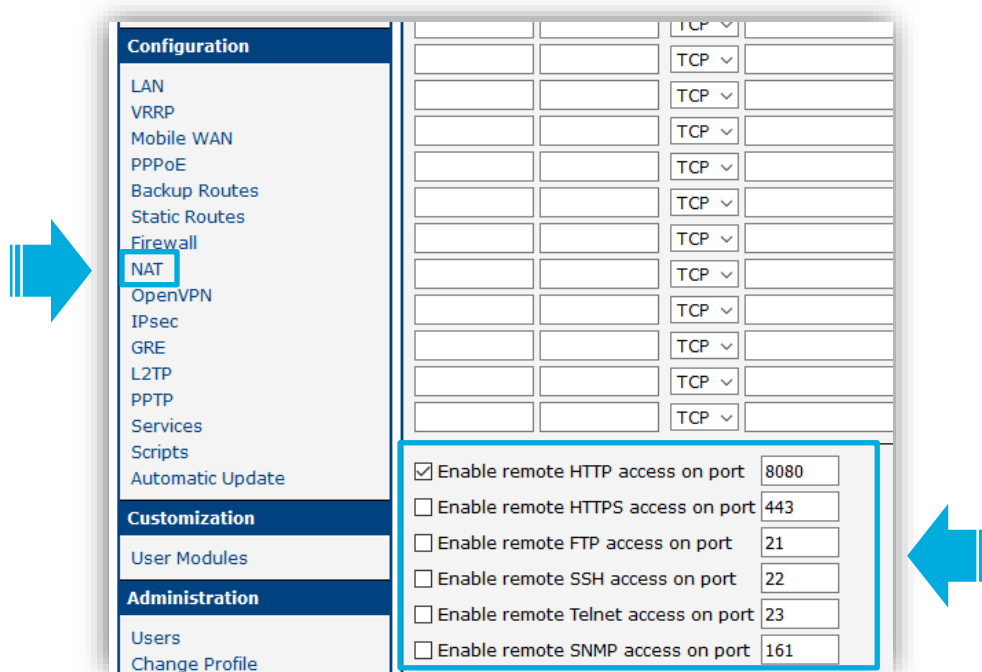 Configuration
LAN
VRRP
Mobile WAN
PPPoE
Backup Routes
Static Routes
Firewall
NAT
OpenVPN
IPsec
GRE
L2TP
PPTP
Services
Scripts
Automatic Update
Customization
User Modules
Administration
Users
Change Profile
TCP
TCP
TCP
TCP
TCP
TCP
TCP
TCP
TCP
TCP
TCP
TCP
Enable remote HTTP access on port 8080
Enable remote HTTPS access on port 443
Enable remote FTP access on port 21
Enable remote SSH access on port 22
Enable remote Telnet access on port 23
Enable remote SNMP access on port 161